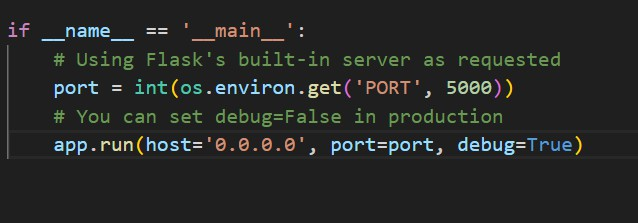 if __name__ == '__main__':
    # Using Flask's built-in server as requested
    port = int(os.environ.get('PORT', 5000))
    # You can set debug=False in production
    app.run(host='0.0.0.0', port=port, debug=True)